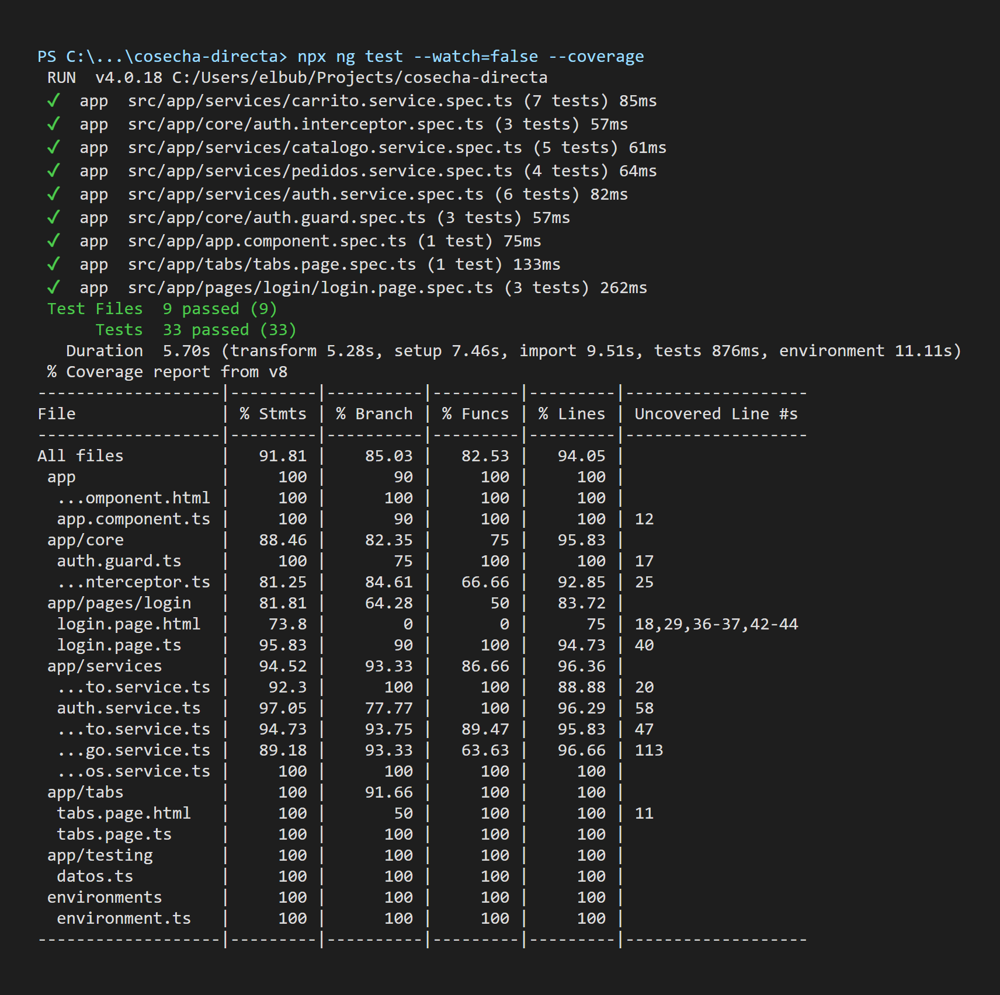 PS C:\...\cosecha-directa> npx ng test --watch=false --coverage
 RUN  v4.0.18 C:/Users/elbub/Projects/cosecha-directa
 ✓  app  src/app/services/carrito.service.spec.ts (7 tests) 85ms
 ✓  app  src/app/core/auth.interceptor.spec.ts (3 tests) 57ms
 ✓  app  src/app/services/catalogo.service.spec.ts (5 tests) 61ms
 ✓  app  src/app/services/pedidos.service.spec.ts (4 tests) 64ms
 ✓  app  src/app/services/auth.service.spec.ts (6 tests) 82ms
 ✓  app  src/app/core/auth.guard.spec.ts (3 tests) 57ms
 ✓  app  src/app/app.component.spec.ts (1 test) 75ms
 ✓  app  src/app/tabs/tabs.page.spec.ts (1 test) 133ms
 ✓  app  src/app/pages/login/login.page.spec.ts (3 tests) 262ms
 Test Files  9 passed (9)
      Tests  33 passed (33)
   Duration  5.70s (transform 5.28s, setup 7.46s, import 9.51s, tests 876ms, environment 11.11s)
 % Coverage report from v8
-------------------|---------|----------|---------|---------|-------------------
File               | % Stmts | % Branch | % Funcs | % Lines | Uncovered Line #s
-------------------|---------|----------|---------|---------|-------------------
All files          |   91.81 |    85.03 |   82.53 |   94.05 |
 app               |     100 |       90 |     100 |     100 |
  ...omponent.html |     100 |      100 |     100 |     100 |
  app.component.ts |     100 |       90 |     100 |     100 | 12
 app/core          |   88.46 |    82.35 |      75 |   95.83 |
  auth.guard.ts    |     100 |       75 |     100 |     100 | 17
  ...nterceptor.ts |   81.25 |    84.61 |   66.66 |   92.85 | 25
 app/pages/login   |   81.81 |    64.28 |      50 |   83.72 |
  login.page.html  |    73.8 |        0 |       0 |      75 | 18,29,36-37,42-44
  login.page.ts    |   95.83 |       90 |     100 |   94.73 | 40
 app/services      |   94.52 |    93.33 |   86.66 |   96.36 |
  ...to.service.ts |    92.3 |      100 |     100 |   88.88 | 20
  auth.service.ts  |   97.05 |    77.77 |     100 |   96.29 | 58
  ...to.service.ts |   94.73 |    93.75 |   89.47 |   95.83 | 47
  ...go.service.ts |   89.18 |    93.33 |   63.63 |   96.66 | 113
  ...os.service.ts |     100 |      100 |     100 |     100 |
 app/tabs          |     100 |    91.66 |     100 |     100 |
  tabs.page.html   |     100 |       50 |     100 |     100 | 11
  tabs.page.ts     |     100 |      100 |     100 |     100 |
 app/testing       |     100 |      100 |     100 |     100 |
  datos.ts         |     100 |      100 |     100 |     100 |
 environments      |     100 |      100 |     100 |     100 |
  environment.ts   |     100 |      100 |     100 |     100 |
-------------------|---------|----------|---------|---------|-------------------